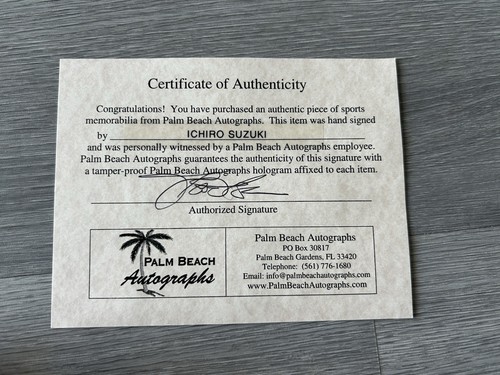 Certificate of Authenticity
Congratulations! You have purchased an authentic piece of sports
memorabilia from Palm Beach Autographs. This item was hand signed
by ICHIRO SUZUKI
and was personally witnessed by a Palm Beach Autographs employee.
Palm Beach Autographs guarantees the authenticity of this signature with
a tamper-proof Palm Beach Autographs hologram affixed to each item.
Authorized Signature
PALM BEACH
Autographs
Palm Beach Autographs
PO Box 30817
Palm Beach Gardens, FL 33420
Telephone: (561) 776-1680
Email: info@palmbeachautographs.com
www.PalmBeachAutographs.com